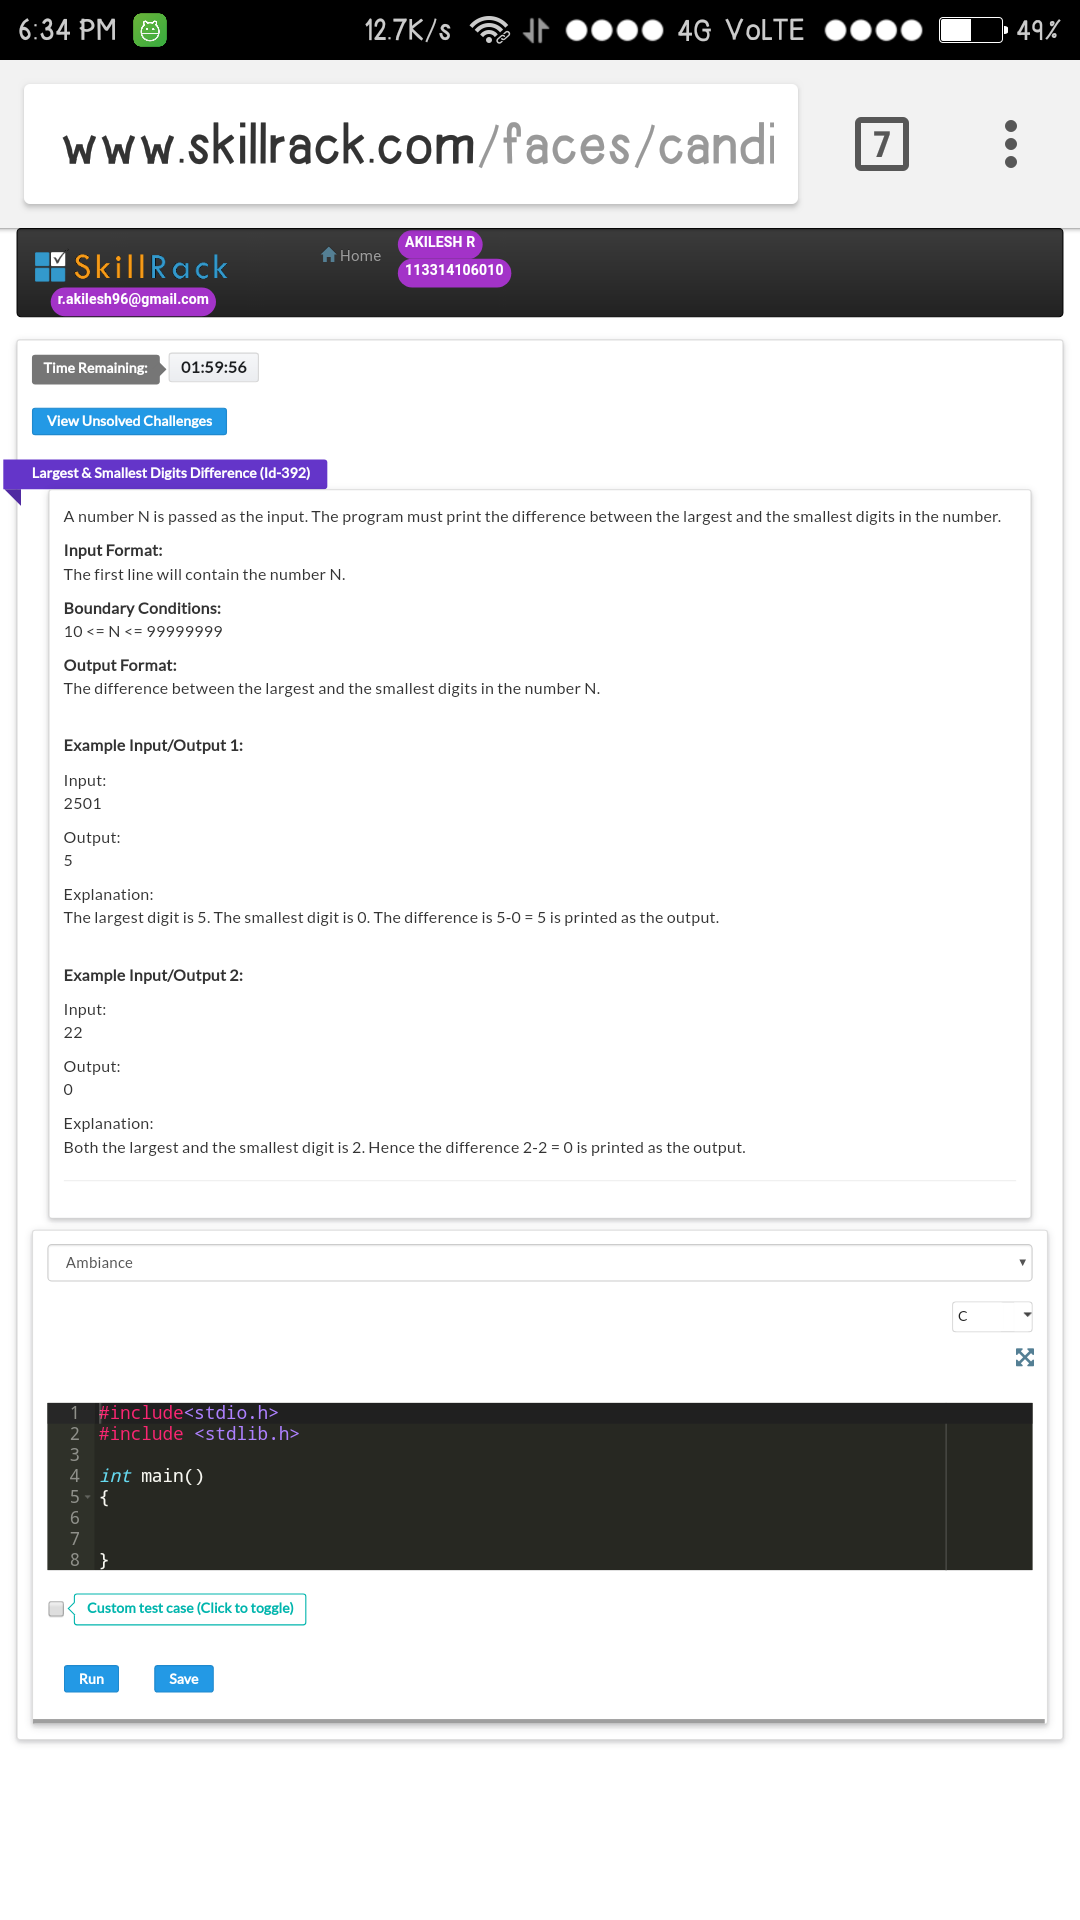 6:34 PM 12.7K/s 4G VoLTE 49%
www.skillrack.com/faces/candi
7
SkillRack
Home
AKILESH R
113314106010
r.akilesh96@gmail.com
Time Remaining: 01:59:56
View Unsolved Challenges
Largest & Smallest Digits Difference (Id-392)
A number N is passed as the input. The program must print the difference between the largest and the smallest digits in the number.
Input Format:
The first line will contain the number N.
Boundary Conditions:
10 <= N <= 99999999
Output Format:
The difference between the largest and the smallest digits in the number N.
Example Input/Output 1:
Input:
2501
Output:
5
Explanation:
The largest digit is 5. The smallest digit is 0. The difference is 5-0 = 5 is printed as the output.
Example Input/Output 2:
Input:
22
Output:
0
Explanation:
Both the largest and the smallest digit is 2. Hence the difference 2-2 = 0 is printed as the output.
Ambiance
C
1 #include<stdio.h>
2 #include <stdlib.h>
3
4 int main()
5 {
6
7
8 }
Custom test case (Click to toggle)
Run Save